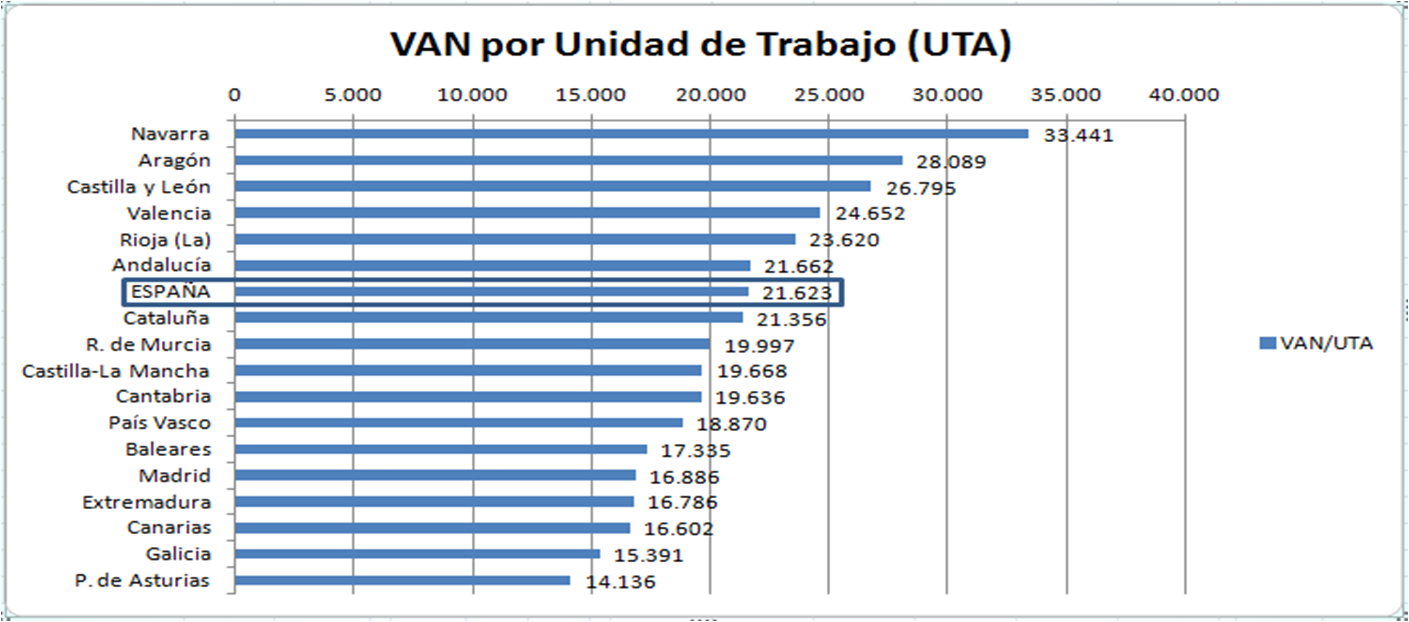 VAN por Unidad de Trabajo (UTA)
0 5.000 10.000 15.000 20.000 25.000 30.000 35.000 40.000
Navarra 33.441
Aragón 28.089
Castilla y León 26.795
Valencia 24.652
Rioja (La) 23.620
Andalucía 21.662
ESPAÑA 21.623
Cataluña 21.356
R. de Murcia 19.997
Castilla-La Mancha 19.668
Cantabria 19.636
País Vasco 18.870
Baleares 17.335
Madrid 16.886
Extremadura 16.786
Canarias 16.602
Galicia 15.391
P. de Asturias 14.136
VAN/UTA